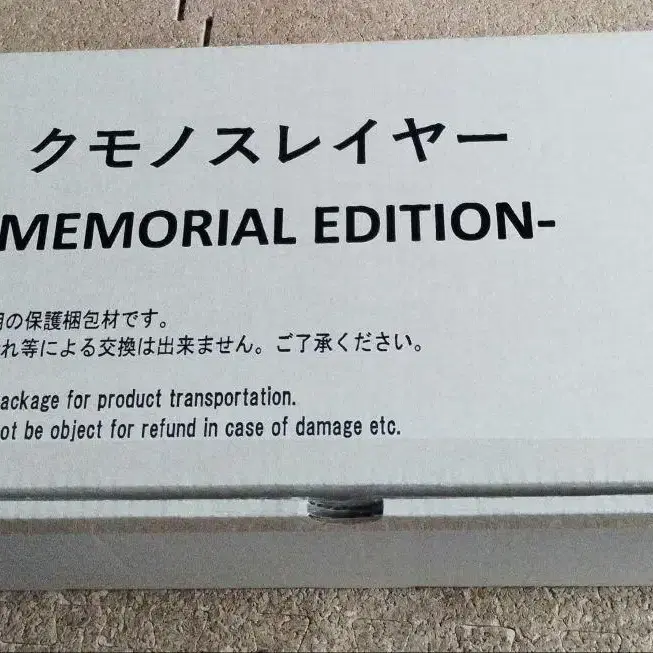 クモノスレイヤー
MEMORIAL EDITION-
の保護梱包材です。
れ等による交換は出来ません。ご了承ください。
ackage for product transportation.
ot be object for refund in case of damage etc.